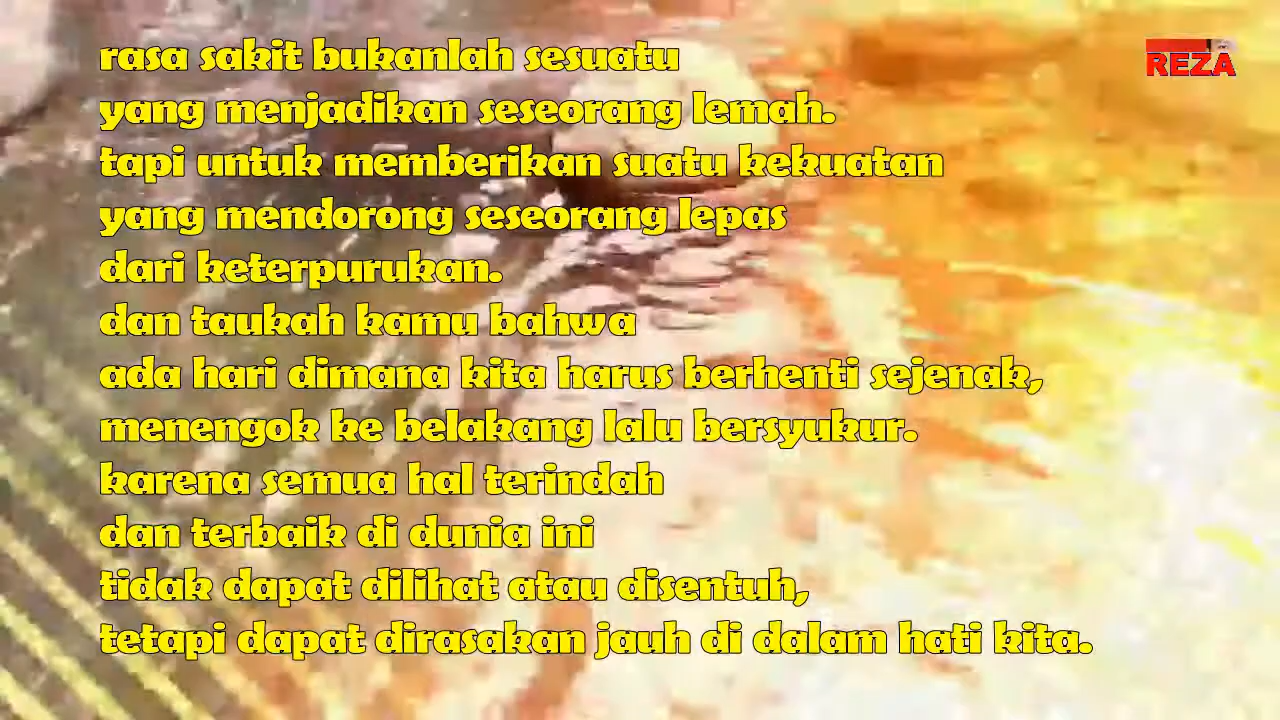 rasa sakit bukanlah sesuatu
yang menjadikan seseorang lemah.
tapi untuk memberikan suatu kekuatan
yang mendorong seseorang lepas
dari keterpurukan.
dan taukah kamu bahwa
ada hari dimana kita harus berhenti sejenak,
menengok ke belakang lalu bersyukur.
karena semua hal terindah
dan terbaik di dunia ini
tidak dapat dilihat atau disentuh,
tetapi dapat dirasakan jauh di dalam hati kita.
REZA